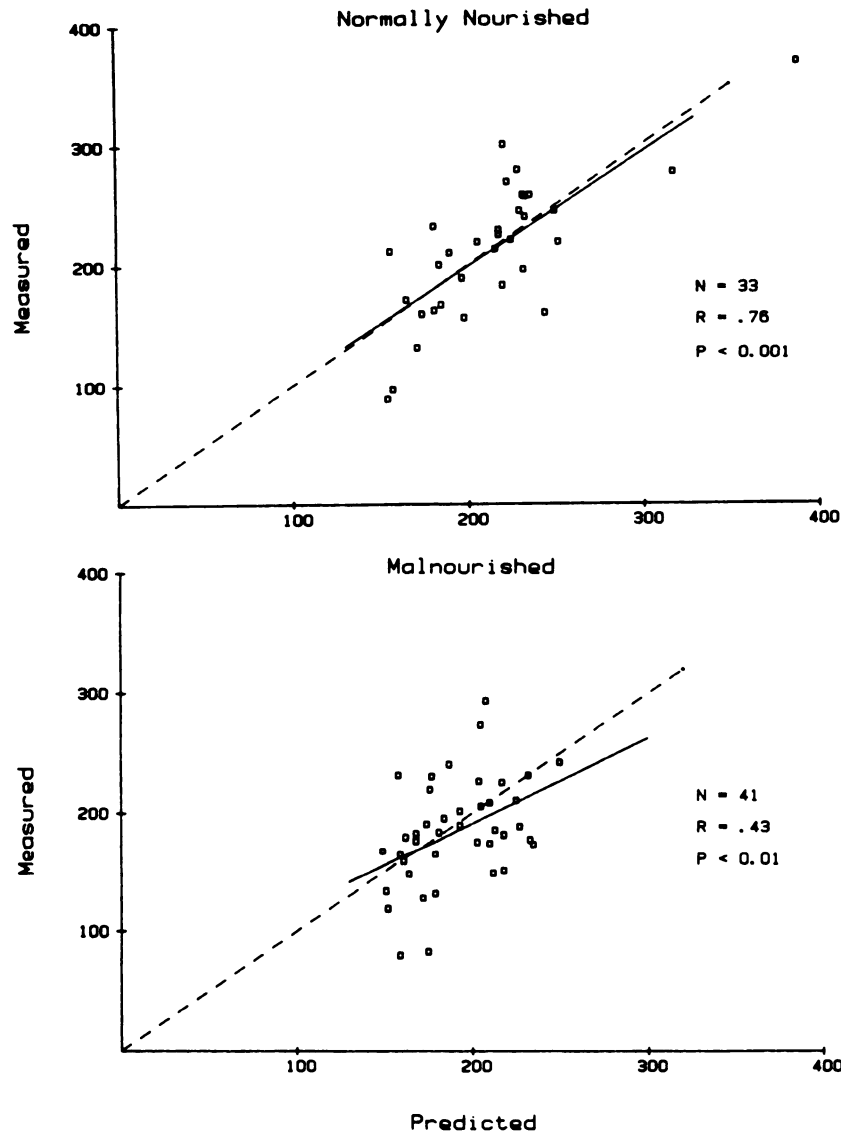 Normally Nourished
400
300
200
100
Measured
N = 33
R = .76
P < 0.001
100
200
300
400
Malnourished
400
300
200
100
Measured
N = 41
R = .43
P < 0.01
100
200
300
400
Predicted